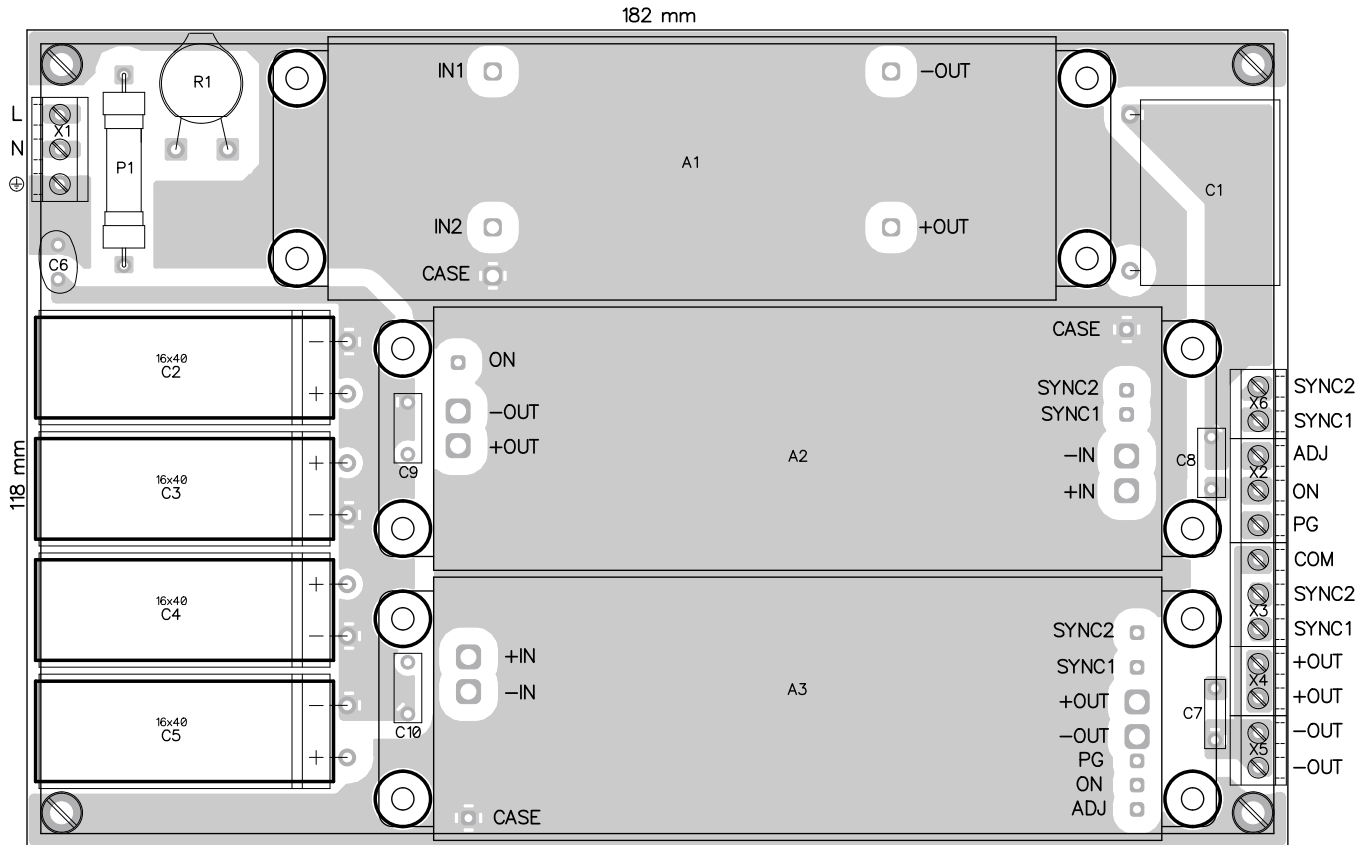 182 mm
118 mm
L
N
X1
P1
R1
C6
IN1
-OUT
A1
IN2
+OUT
CASE
C1
16x40
C2
- 
+
16x40
C3
+
-
16x40
C4
+
-
16x40
C5
-
+
C9
C10
ON
-OUT
+OUT
A2
CASE
SYNC2
SYNC1
-IN
+IN
C8
+IN
-IN
A3
CASE
SYNC2
SYNC1
+OUT
-OUT
PG
ON
ADJ
C7
X6
SYNC2
SYNC1
X2
ADJ
ON
PG
X3
COM
SYNC2
SYNC1
X4
+OUT
+OUT
X5
-OUT
-OUT